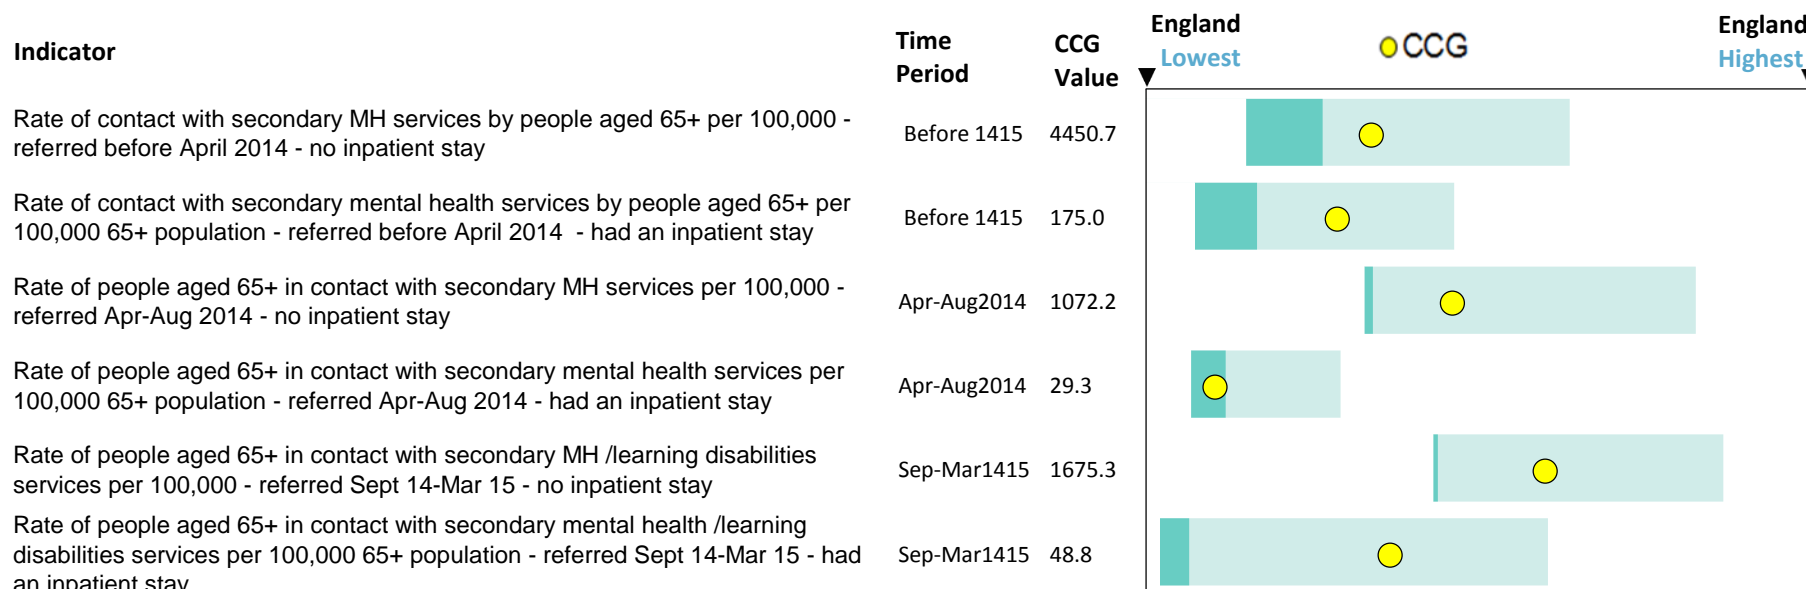 Indicator
Time
Period
CCG
Value
England
Lowest
CCG
England
Highest
Rate of contact with secondary MH services by people aged 65+ per 100,000 -
referred before April 2014 - no inpatient stay
Before 1415 4450.7
Rate of contact with secondary mental health services by people aged 65+ per
100,000 65+ population - referred before April 2014 - had an inpatient stay
Before 1415 175.0
Rate of people aged 65+ in contact with secondary MH services per 100,000 -
referred Apr-Aug 2014 - no inpatient stay
Apr-Aug2014 1072.2
Rate of people aged 65+ in contact with secondary mental health services per
100,000 65+ population - referred Apr-Aug 2014 - had an inpatient stay
Apr-Aug2014 29.3
Rate of people aged 65+ in contact with secondary MH /learning disabilities
services per 100,000 - referred Sept 14-Mar 15 - no inpatient stay
Sep-Mar1415 1675.3
Rate of people aged 65+ in contact with secondary mental health /learning
disabilities services per 100,000 65+ population - referred Sept 14-Mar 15 - had
an inpatient stay
Sep-Mar1415 48.8